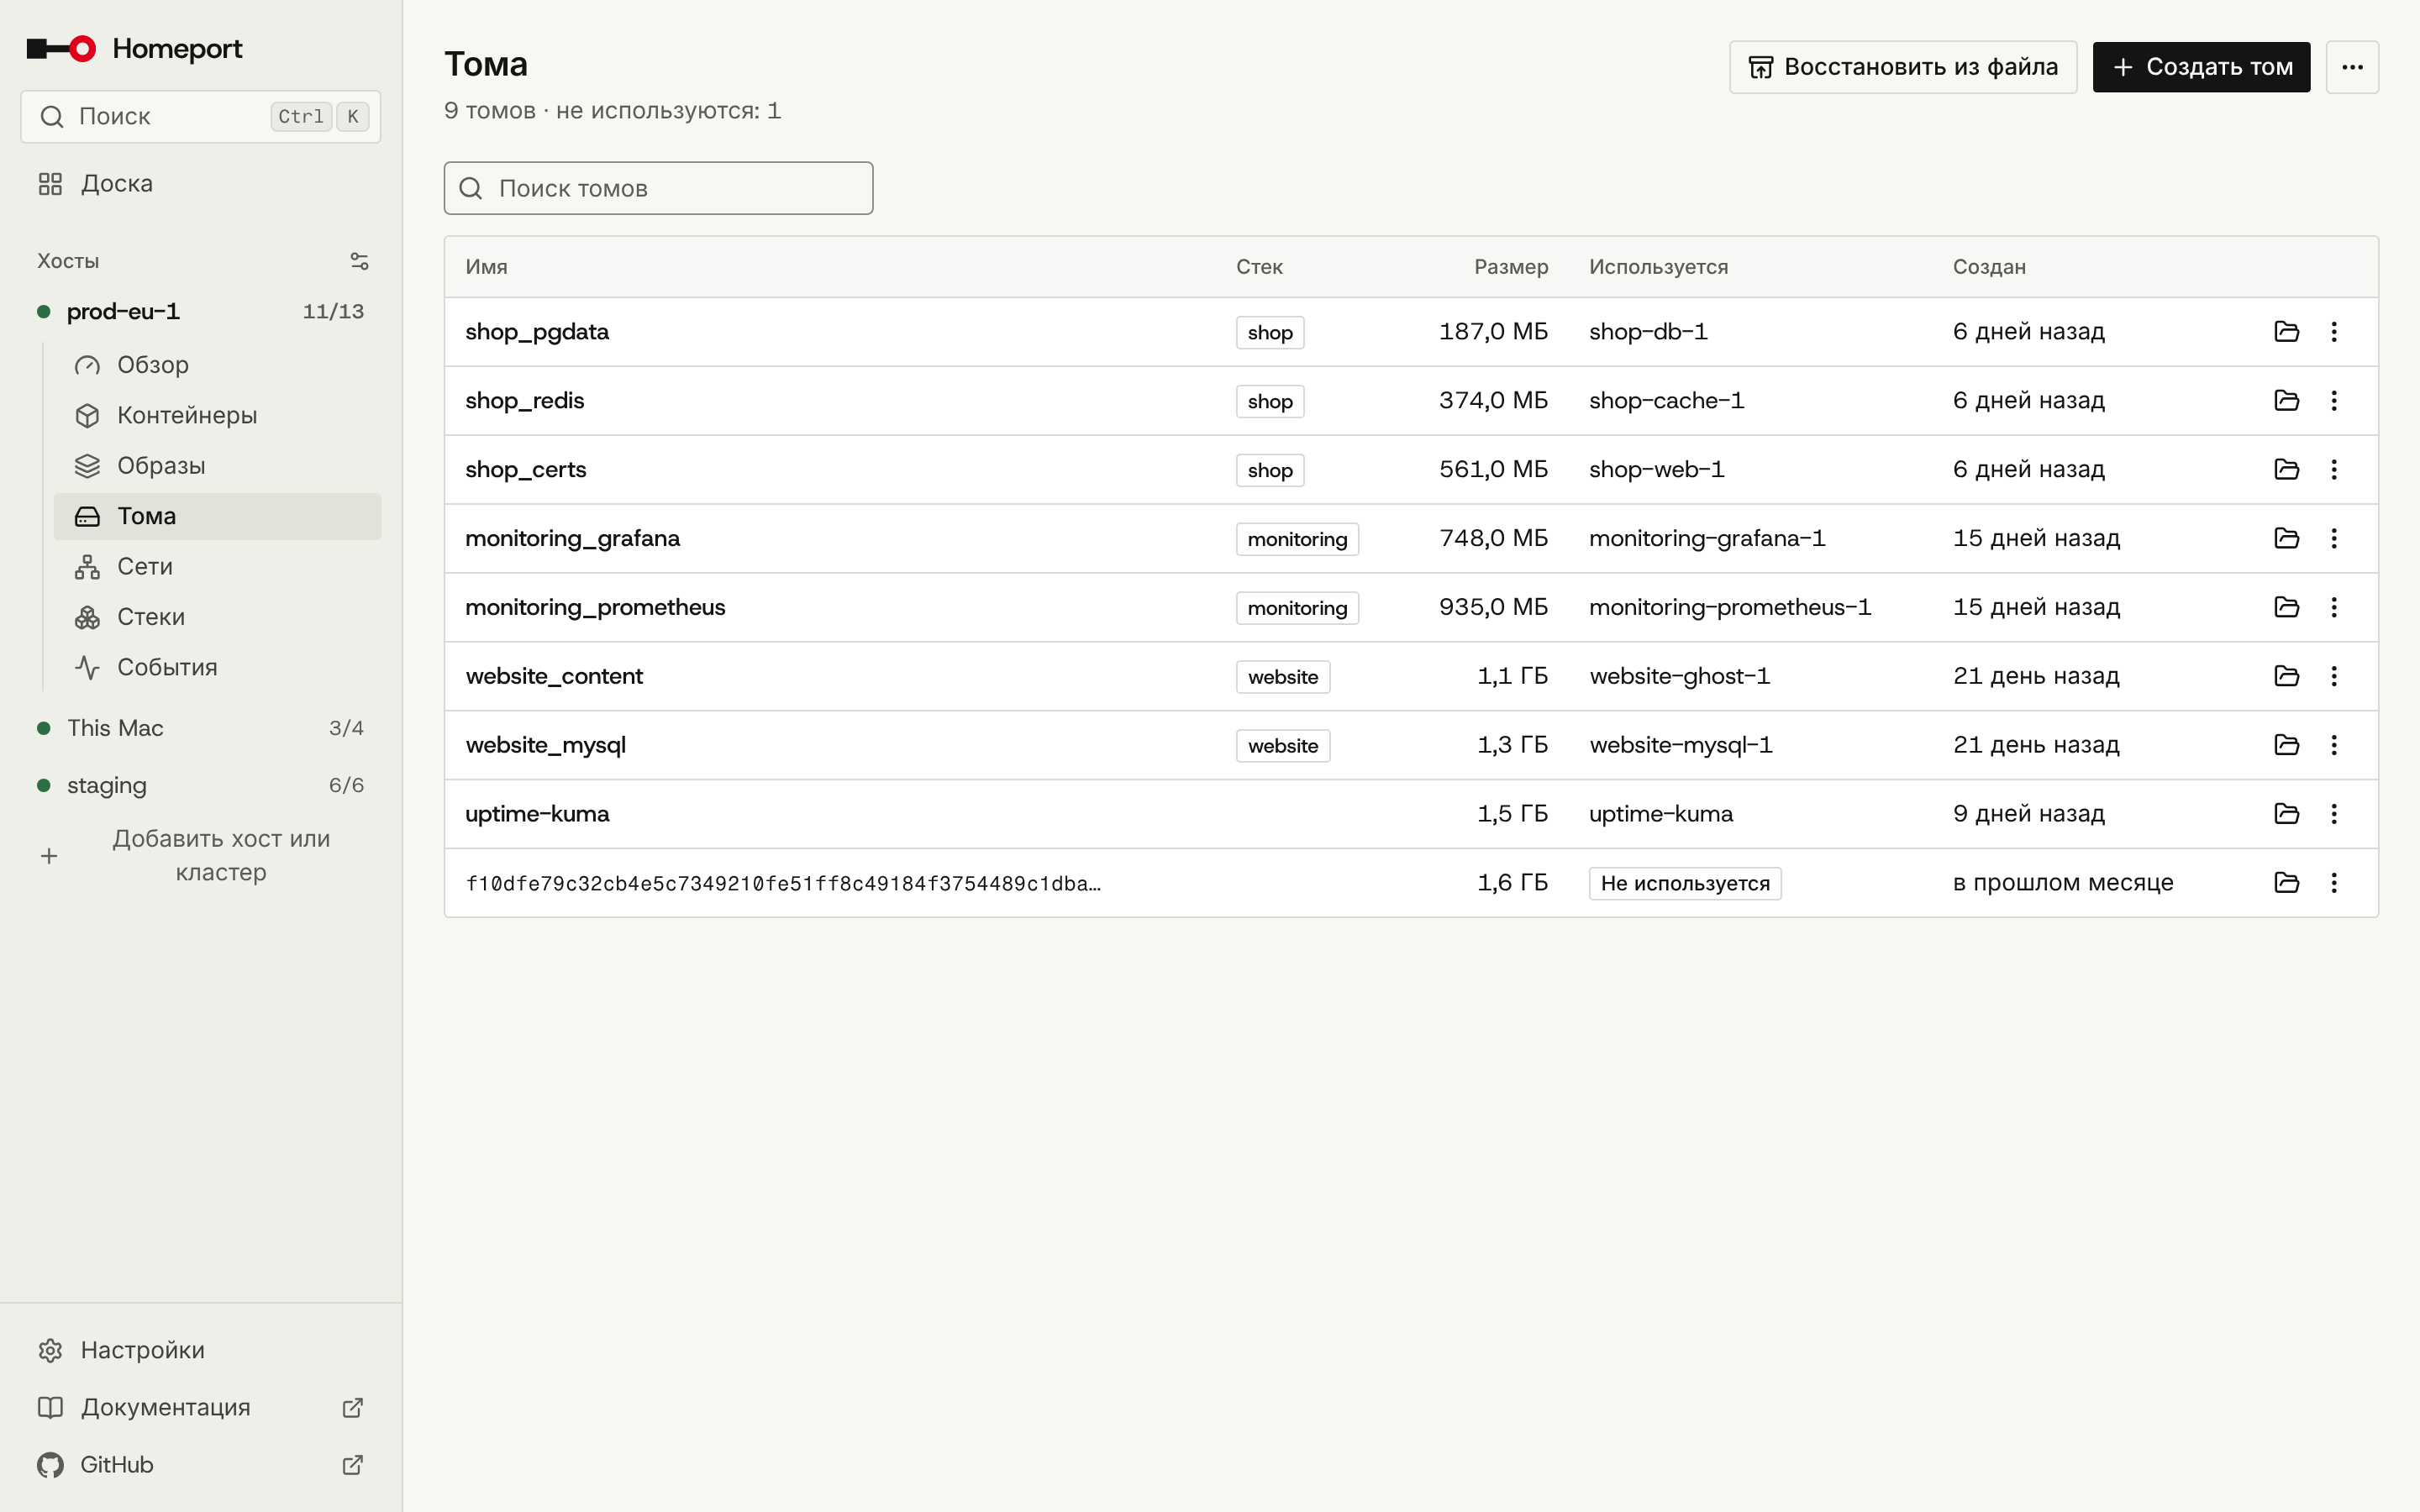 Homeport
Поиск Ctrl K
Доска
Хосты
prod-eu-1 11/13
Обзор
Контейнеры
Образы
Тома
Сети
Стеки
События
This Mac 3/4
staging 6/6
Добавить хост или
кластер
Настройки
Документация
GitHub
Тома
9 томов · не используются: 1
Восстановить из файла
Создать том
Поиск томов
Имя Стек Размер Используется Создан
shop_pgdata shop 187,0 МБ shop-db-1 6 дней назад
shop_redis shop 374,0 МБ shop-cache-1 6 дней назад
shop_certs shop 561,0 МБ shop-web-1 6 дней назад
monitoring_grafana monitoring 748,0 МБ monitoring-grafana-1 15 дней назад
monitoring_prometheus monitoring 935,0 МБ monitoring-prometheus-1 15 дней назад
website_content website 1,1 ГБ website-ghost-1 21 день назад
website_mysql website 1,3 ГБ website-mysql-1 21 день назад
uptime-kuma 1,5 ГБ uptime-kuma 9 дней назад
f10dfe79c32cb4e5c7349210fe51ff8c49184f3754489c1dba… 1,6 ГБ Не используется в прошлом месяце